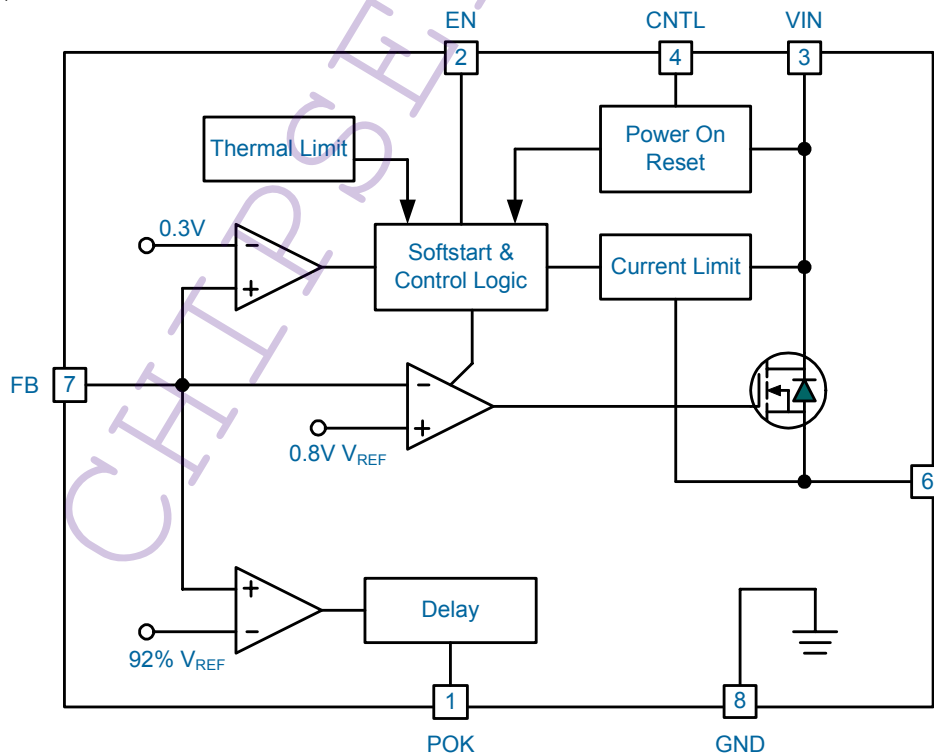 EN
CNTL
VIN
2
4
3
Thermal Limit
Power On
Reset
0.3V
−
+
Softstart &
Control Logic
Current Limit
FB
7
−
+
0.8V VREF
6
+
−
92% VREF
Delay
1
8
POK
GND